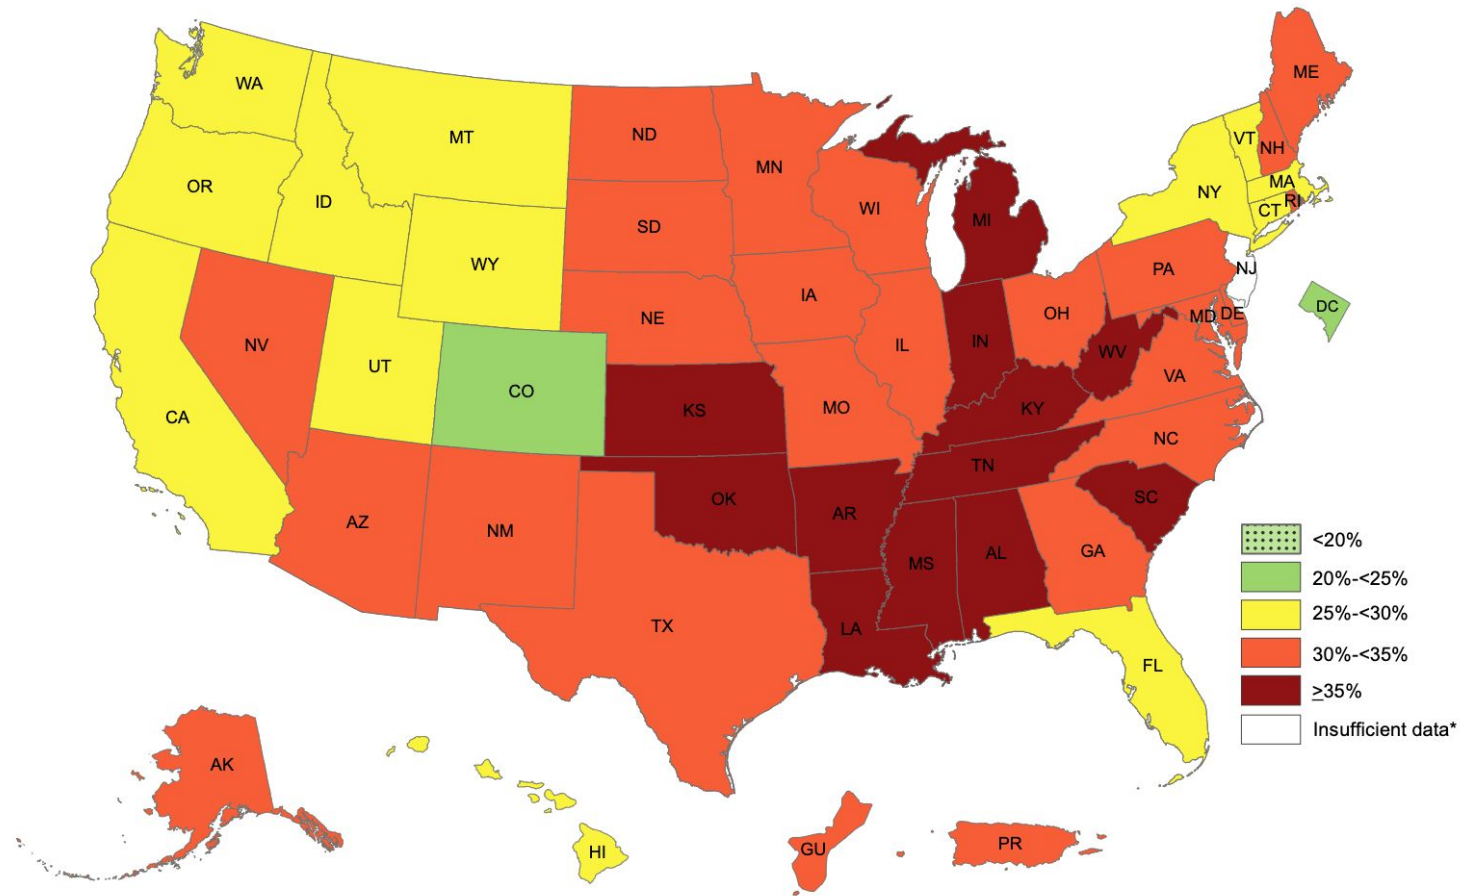 WA
MT
ND
MN
ME
VT
NH
OR
ID
WY
SD
WI
MI
NY
MA
CT
RI
NV
UT
CO
NE
IA
IL
IN
OH
PA
NJ
MD
DE
DC
CA
KS
MO
KY
WV
VA
AZ
NM
OK
AR
TN
NC
SC
TX
LA
MS
AL
GA
FL
AK
HI
GU
PR
<20%
20%-<25%
25%-<30%
30%-<35%
≥35%
Insufficient data*